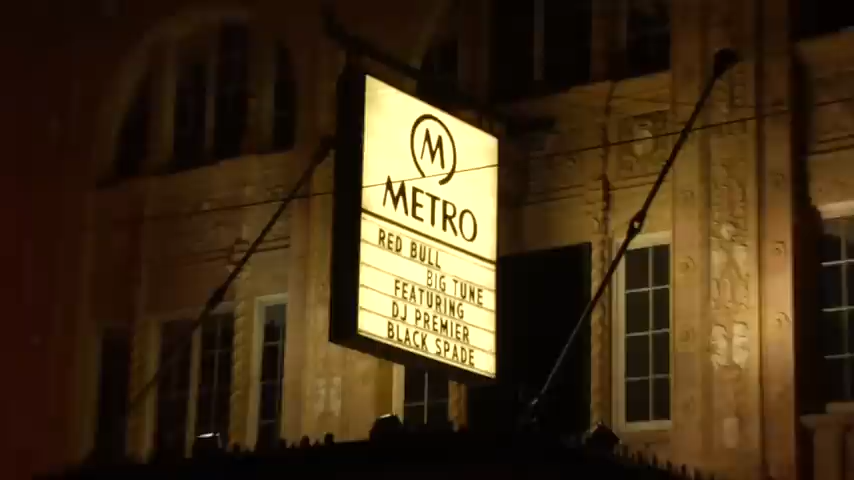 M
METRO
RED BULL
BIG TUNE
FEATURING
DJ PREMIER
BLACK SPADE